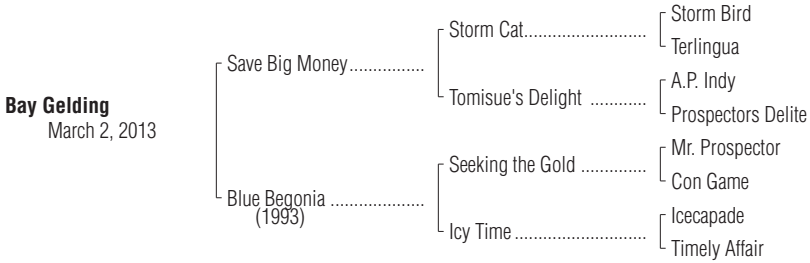 Bay Gelding
March 2, 2013
Save Big Money................
Blue Begonia ....................
(1993)
Storm Cat..........................
Tomisue's Delight ............
Seeking the Gold ..............
Icy Time............................
Storm Bird
Terlingua
A.P. Indy
Prospectors Delite
Mr. Prospector
Con Game
Icecapade
Timely Affair